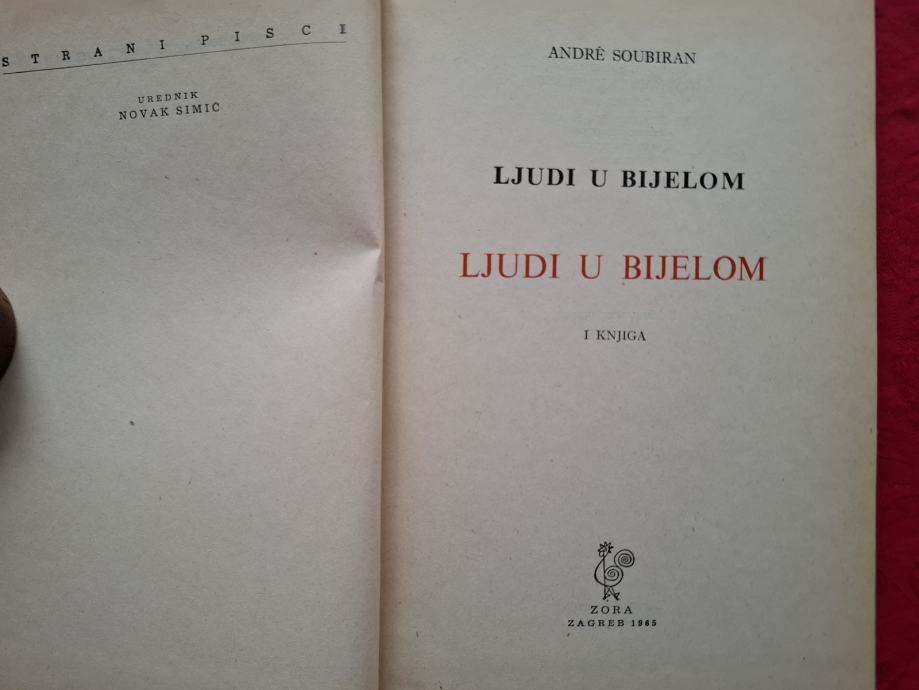 STRANI PISCI
UREDNIK
NOVAK SIMIĆ
ANDRÉ SOUBIRAN
LJUDI U BIJELOM
LJUDI U BIJELOM
I KNJIGA
ZORA
ZAGREB 1965